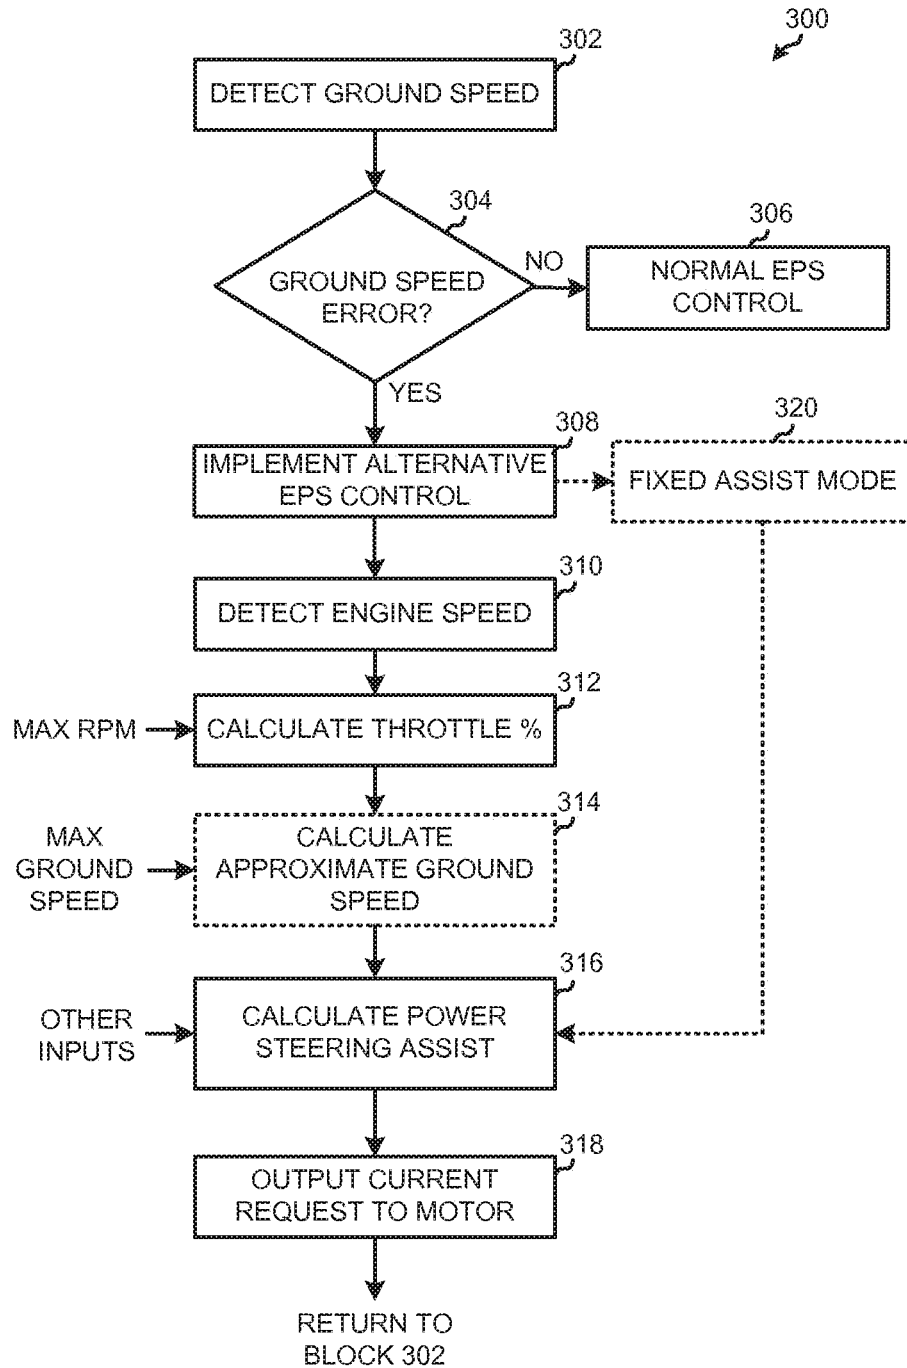 300
302
DETECT GROUND SPEED
304
GROUND SPEED
ERROR?
NO
306
NORMAL EPS
CONTROL
YES
308
IMPLEMENT ALTERNATIVE
EPS CONTROL
320
FIXED ASSIST MODE
310
DETECT ENGINE SPEED
312
MAX RPM
CALCULATE THROTTLE %
314
MAX
GROUND
SPEED
CALCULATE
APPROXIMATE GROUND
SPEED
316
OTHER
INPUTS
CALCULATE POWER
STEERING ASSIST
318
OUTPUT CURRENT
REQUEST TO MOTOR
RETURN TO
BLOCK 302